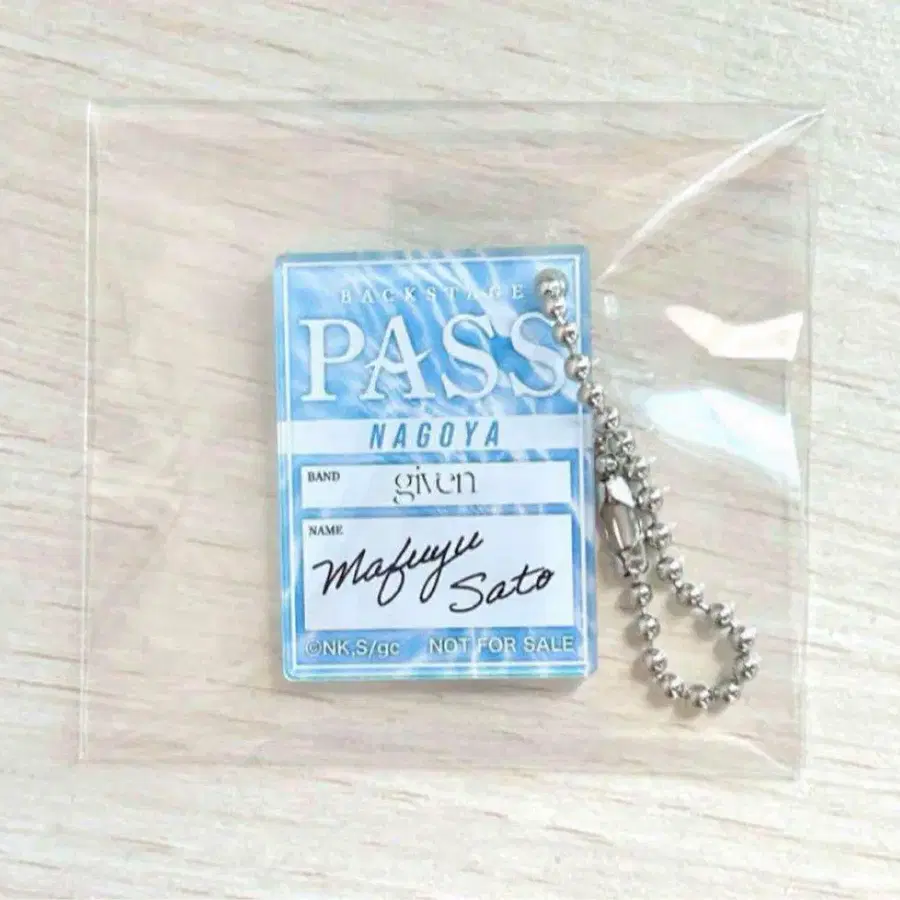 BACKSTAGE
PASS
NAGOYA
BAND given
NAME
Mafuyu
Sato
©NK,S/gc NOT FOR SALE